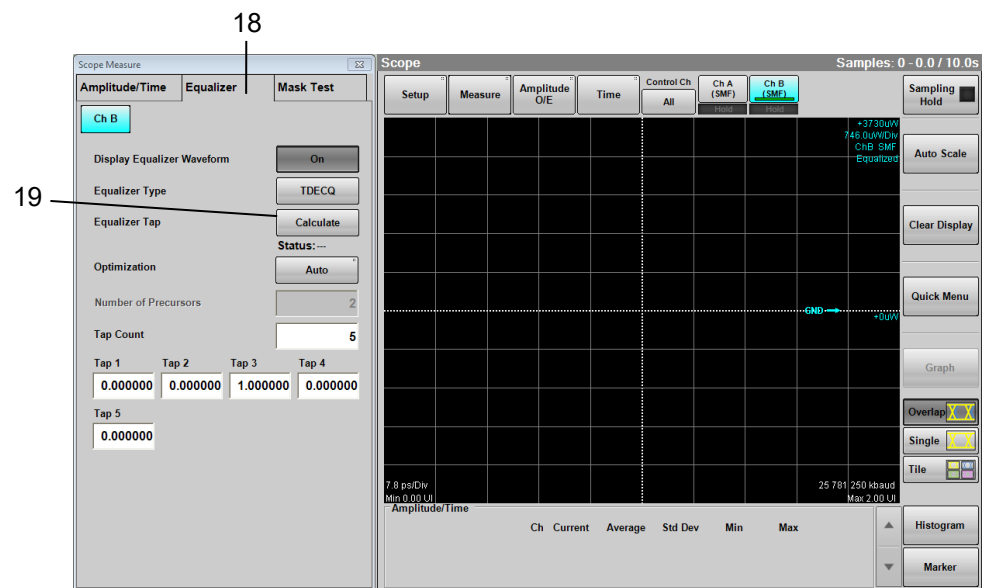 18
Scope Measure
Amplitude/Time Equalizer Mask Test
Ch B
Display Equalizer Waveform On
Equalizer Type TDECQ
19
Equalizer Tap Calculate
Status:---
Optimization Auto
Number of Precursors 2
Tap Count 5
Tap 1 Tap 2 Tap 3 Tap 4
0.000000 0.000000 1.000000 0.000000
Tap 5
0.000000
Scope Samples: 0 - 0.0 / 10.0s
Setup Measure Amplitude O/E Time Control Ch All Ch A (SMF) Hold Ch B (SMF) Hold
+3730uW
746.0uW/Div
ChB SMF
Equalized
GND
+0uW
7.8 ps/Div
Min 0.00 UI
25 781 250 kbaud
Max 2.00 UI
Amplitude/Time
Ch Current Average Std Dev Min Max
Sampling Hold
Auto Scale
Clear Display
Quick Menu
Graph
Overlap
Single
Tile
Histogram
Marker